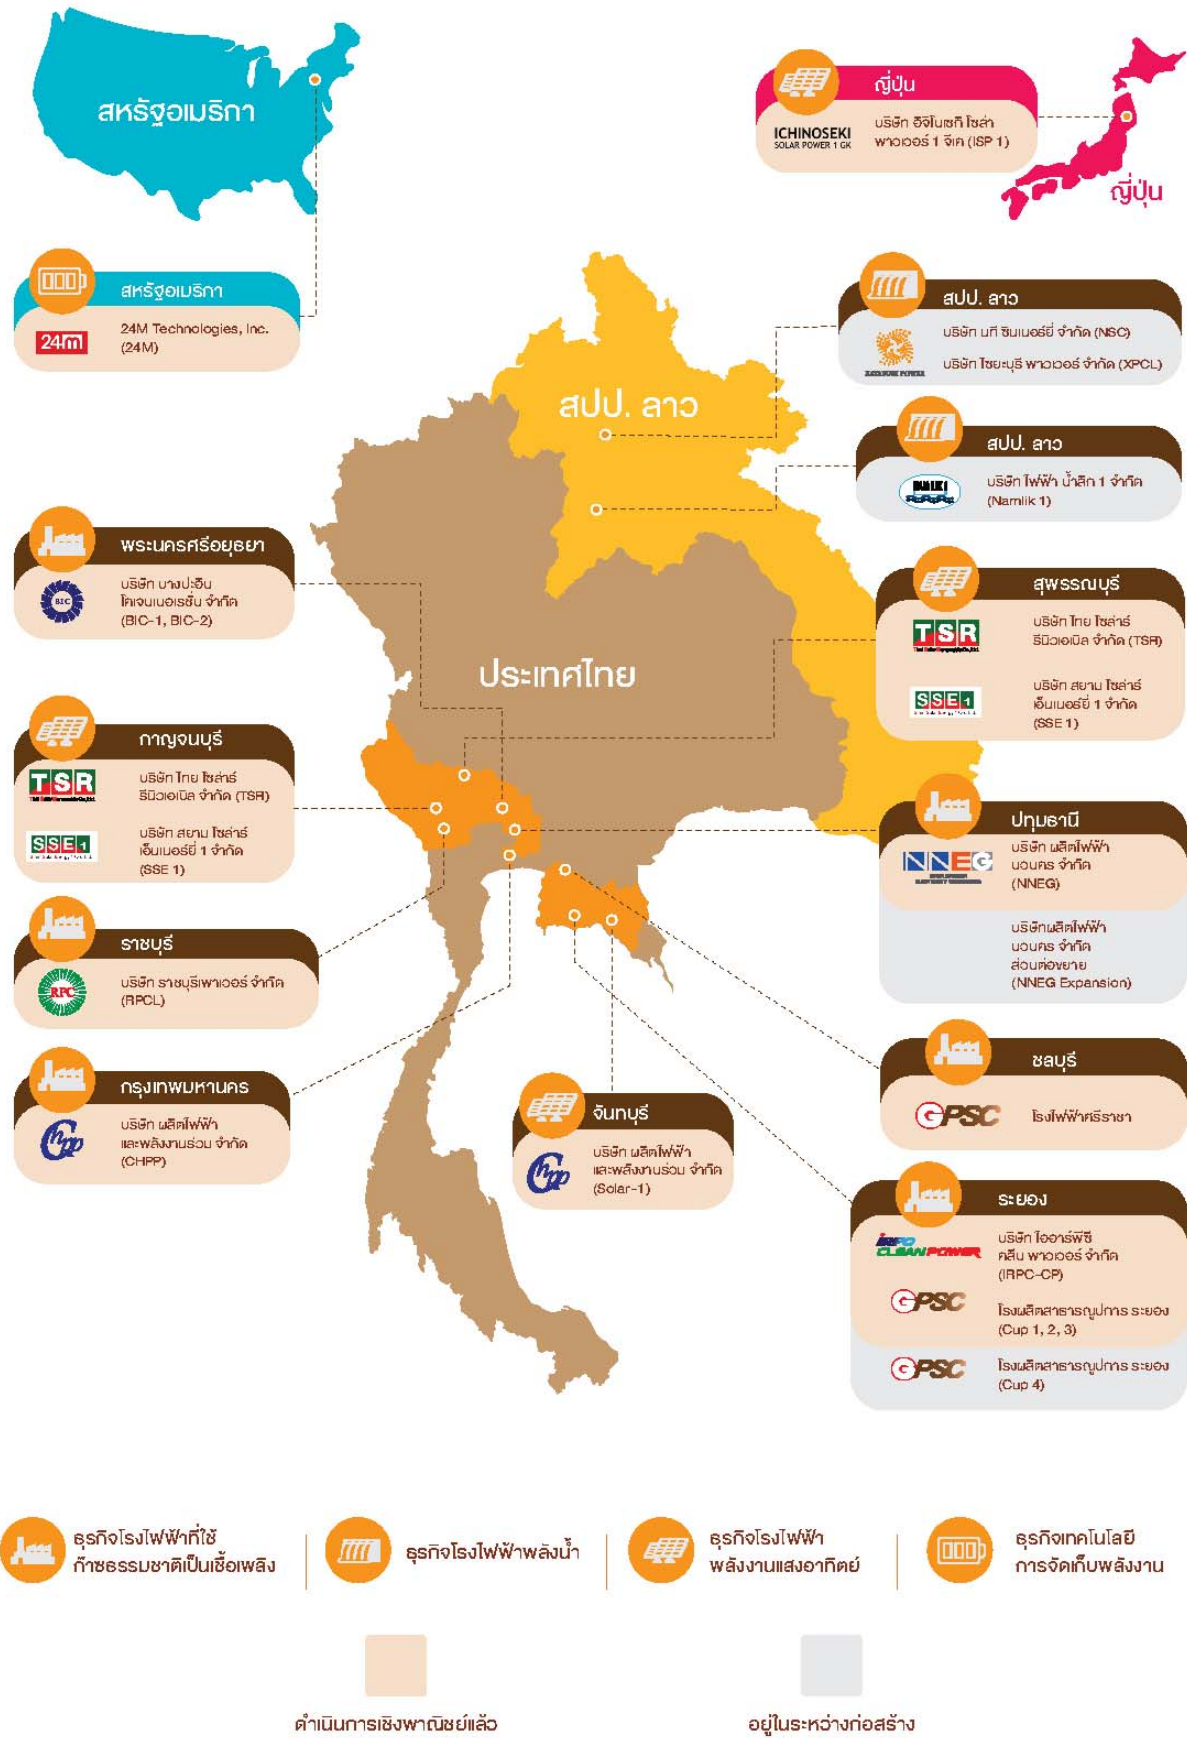 สหรัฐอเมริกา
ญี่ปุ่น
ICHINOSEKI
SOLAR POWER 1 GK
บริษัท อิจิโนเซกิ โซล่า
พาวเวอร์ 1 จีเค (ISP 1)
ญี่ปุ่น
สหรัฐอเมริกา
24m
24M Technologies, Inc.
(24M)
สปป. ลาว
บริษัท นที ซินเนอร์ยี่ จำกัด (NSC)
บริษัท ไซยะบุรี พาวเวอร์ จำกัด (XPCL)
สปป. ลาว
สปป. ลาว
บริษัท ไฟฟ้า น้ำลิก 1 จำกัด
(Namlik 1)
พระนครศรีอยุธยา
BIC
บริษัท บางปะอิน
โคเจนเนอเรชั่น จำกัด
(BIC-1, BIC-2)
สุพรรณบุรี
TSR
บริษัท ไทย โซล่าร์
รีนิวเอเบิล จำกัด (TSR)
SSE1
บริษัท สยาม โซล่าร์
เอ็นเนอร์ยี่ 1 จำกัด
(SSE 1)
ประเทศไทย
กาญจนบุรี
TSR
บริษัท ไทย โซล่าร์
รีนิวเอเบิล จำกัด (TSR)
SSE1
บริษัท สยาม โซล่าร์
เอ็นเนอร์ยี่ 1 จำกัด
(SSE 1)
ปทุมธานี
NNEG
บริษัท ผลิตไฟฟ้า
นวนคร จำกัด
(NNEG)
บริษัทผลิตไฟฟ้า
นวนคร จำกัด
ส่วนต่อขยาย
(NNEG Expansion)
ราชบุรี
RPC
บริษัท ราชบุรีเพาเวอร์ จำกัด
(RPCL)
ชลบุรี
GPSC
โรงไฟฟ้าศรีราชา
กรุงเทพมหานคร
Chpp
บริษัท ผลิตไฟฟ้า
และพลังงานร่วม จำกัด
(CHPP)
จันทบุรี
Chpp
บริษัท ผลิตไฟฟ้า
และพลังงานร่วม จำกัด
(Solar-1)
ระยอง
IRPC
CLEAN POWER
บริษัท ไออาร์พีซี
คลีน พาวเวอร์ จำกัด
(IRPC-CP)
GPSC
โรงผลิตสาธารณูปการ ระยอง
(Cup 1, 2, 3)
GPSC
โรงผลิตสาธารณูปการ ระยอง
(Cup 4)
ธุรกิจโรงไฟฟ้าที่ใช้
ก๊าซธรรมชาติเป็นเชื้อเพลิง
ธุรกิจโรงไฟฟ้าพลังน้ำ
ธุรกิจโรงไฟฟ้า
พลังงานแสงอาทิตย์
ธุรกิจเทคโนโลยี
การจัดเก็บพลังงาน
ดำเนินการเชิงพาณิชย์แล้ว
อยู่ในระหว่างก่อสร้าง